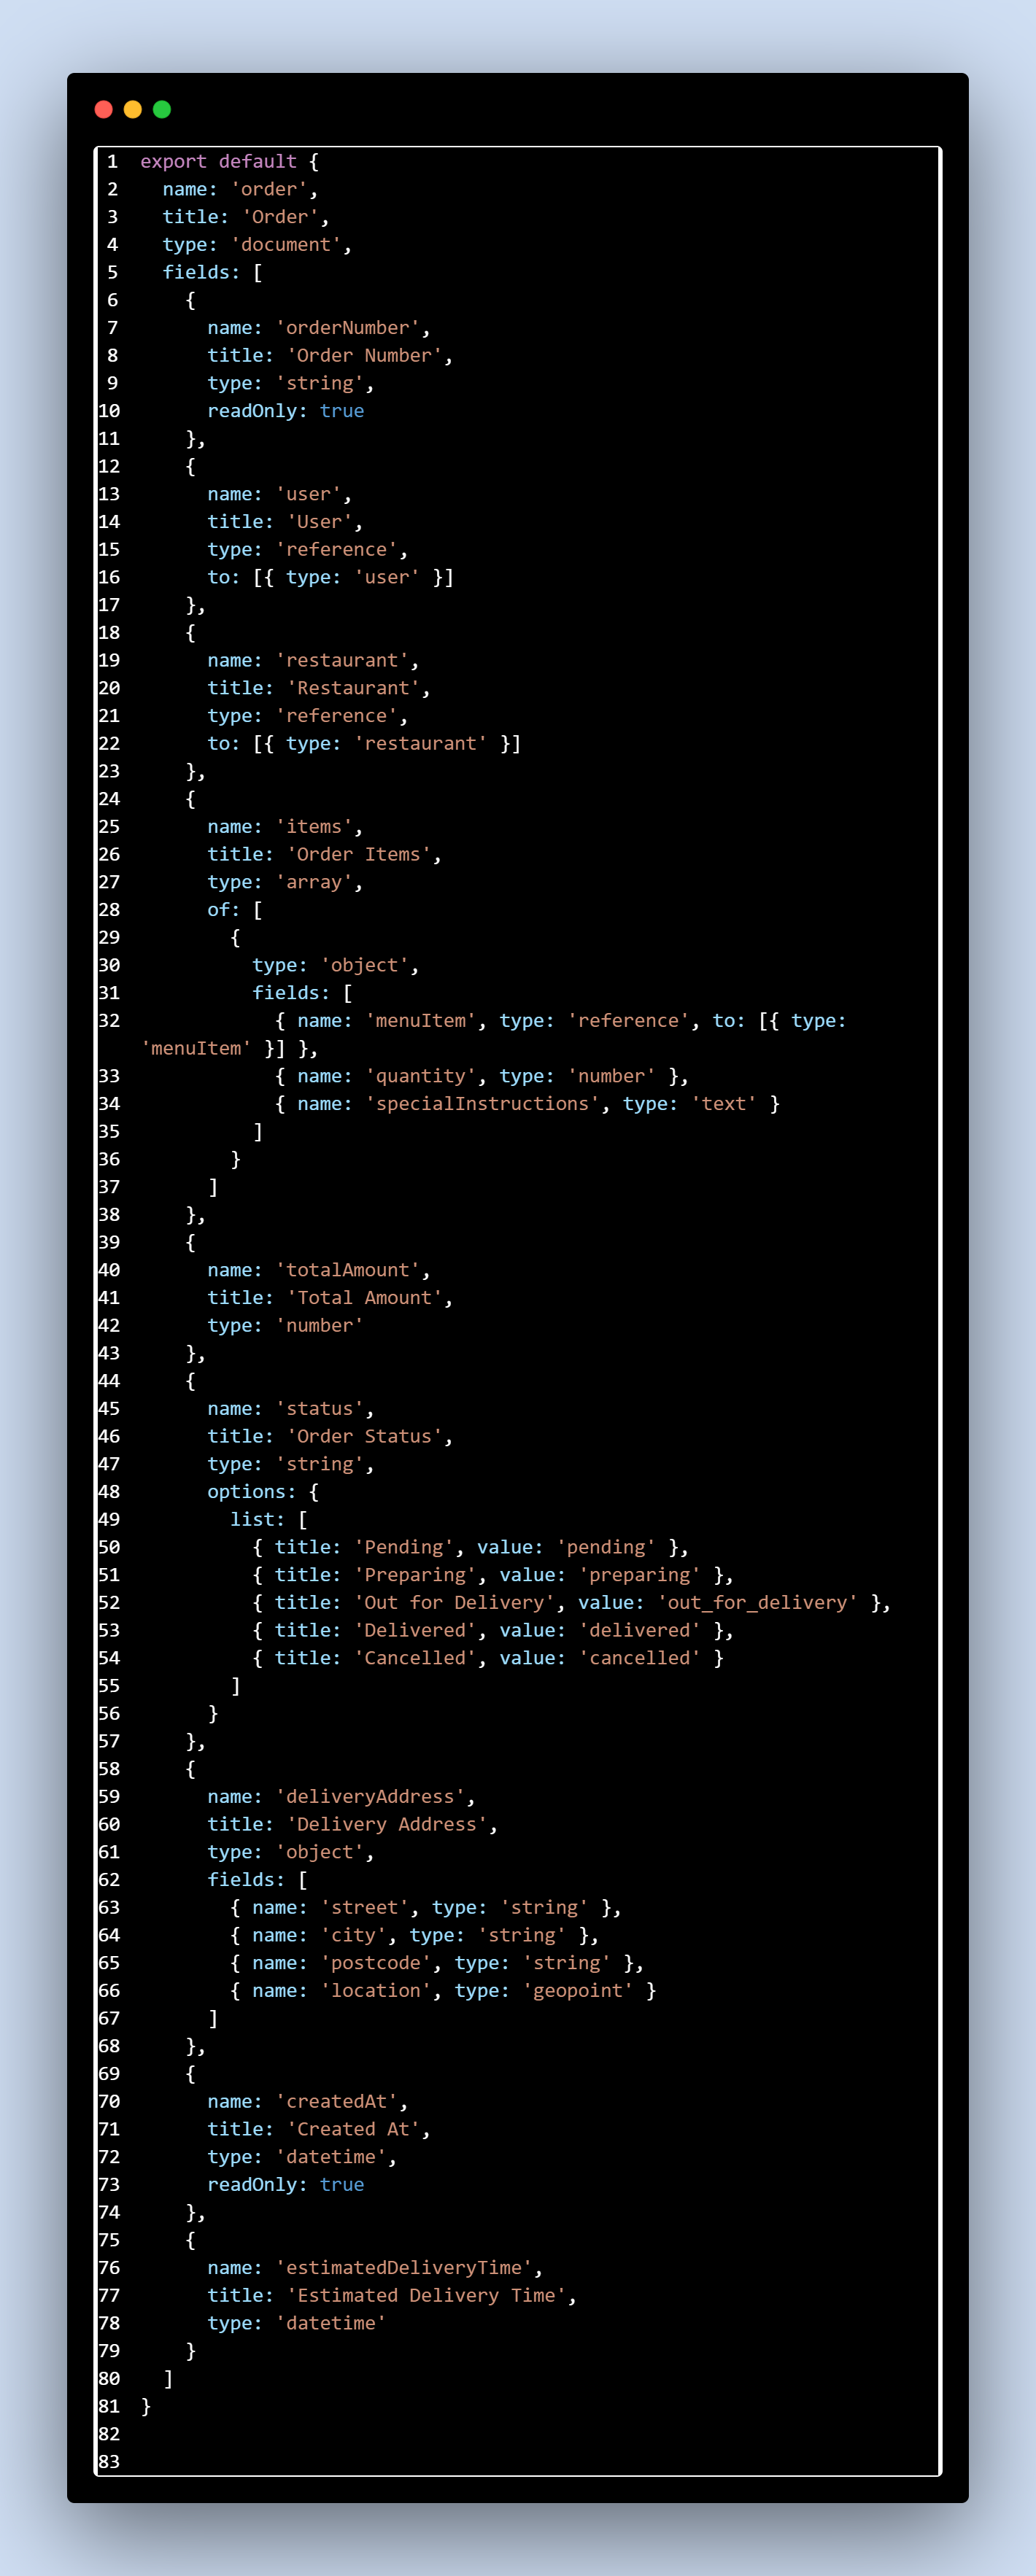 1 export default {
2   name: 'order',
3   title: 'Order',
4   type: 'document',
5   fields: [
6     {
7       name: 'orderNumber',
8       title: 'Order Number',
9       type: 'string',
10       readOnly: true
11     },
12     {
13       name: 'user',
14       title: 'User',
15       type: 'reference',
16       to: [{ type: 'user' }]
17     },
18     {
19       name: 'restaurant',
20       title: 'Restaurant',
21       type: 'reference',
22       to: [{ type: 'restaurant' }]
23     },
24     {
25       name: 'items',
26       title: 'Order Items',
27       type: 'array',
28       of: [
29         {
30           type: 'object',
31           fields: [
32             { name: 'menuItem', type: 'reference', to: [{ type:
'menuItem' }] },
33             { name: 'quantity', type: 'number' },
34             { name: 'specialInstructions', type: 'text' }
35           ]
36         }
37       ]
38     },
39     {
40       name: 'totalAmount',
41       title: 'Total Amount',
42       type: 'number'
43     },
44     {
45       name: 'status',
46       title: 'Order Status',
47       type: 'string',
48       options: {
49         list: [
50           { title: 'Pending', value: 'pending' },
51           { title: 'Preparing', value: 'preparing' },
52           { title: 'Out for Delivery', value: 'out_for_delivery' },
53           { title: 'Delivered', value: 'delivered' },
54           { title: 'Cancelled', value: 'cancelled' }
55         ]
56       }
57     },
58     {
59       name: 'deliveryAddress',
60       title: 'Delivery Address',
61       type: 'object',
62       fields: [
63         { name: 'street', type: 'string' },
64         { name: 'city', type: 'string' },
65         { name: 'postcode', type: 'string' },
66         { name: 'location', type: 'geopoint' }
67       ]
68     },
69     {
70       name: 'createdAt',
71       title: 'Created At',
72       type: 'datetime',
73       readOnly: true
74     },
75     {
76       name: 'estimatedDeliveryTime',
77       title: 'Estimated Delivery Time',
78       type: 'datetime'
79     }
80   ]
81 }
82
83